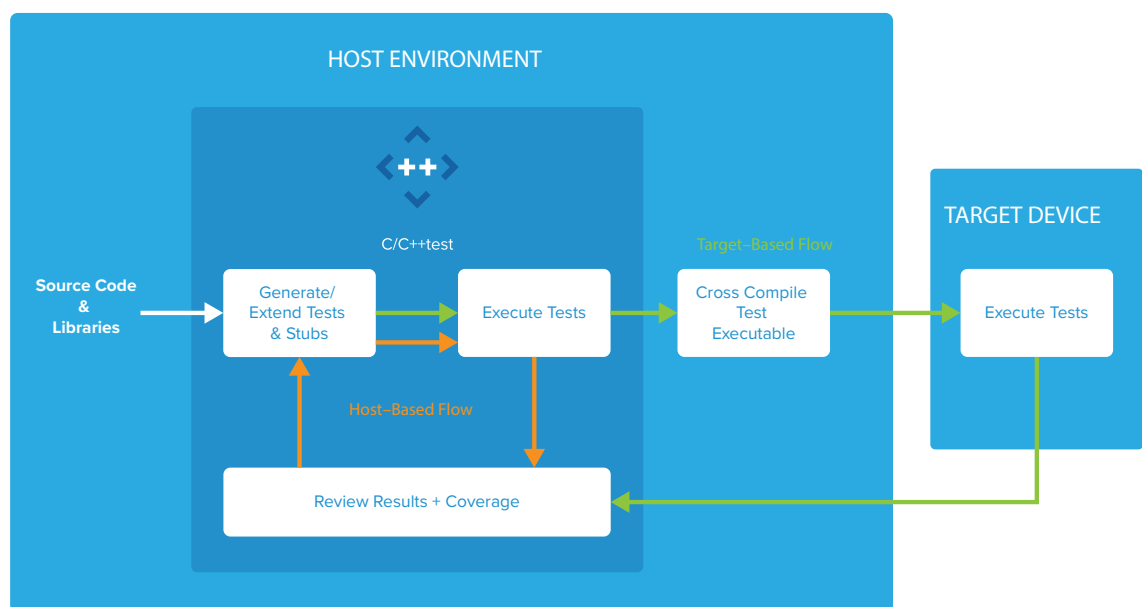 HOST ENVIRONMENT
++
C/C++test
Target–Based Flow
TARGET DEVICE
Source Code
&
Libraries
Generate/
Extend Tests
& Stubs
Execute Tests
Cross Compile
Test
Executable
Execute Tests
Host–Based Flow
Review Results + Coverage